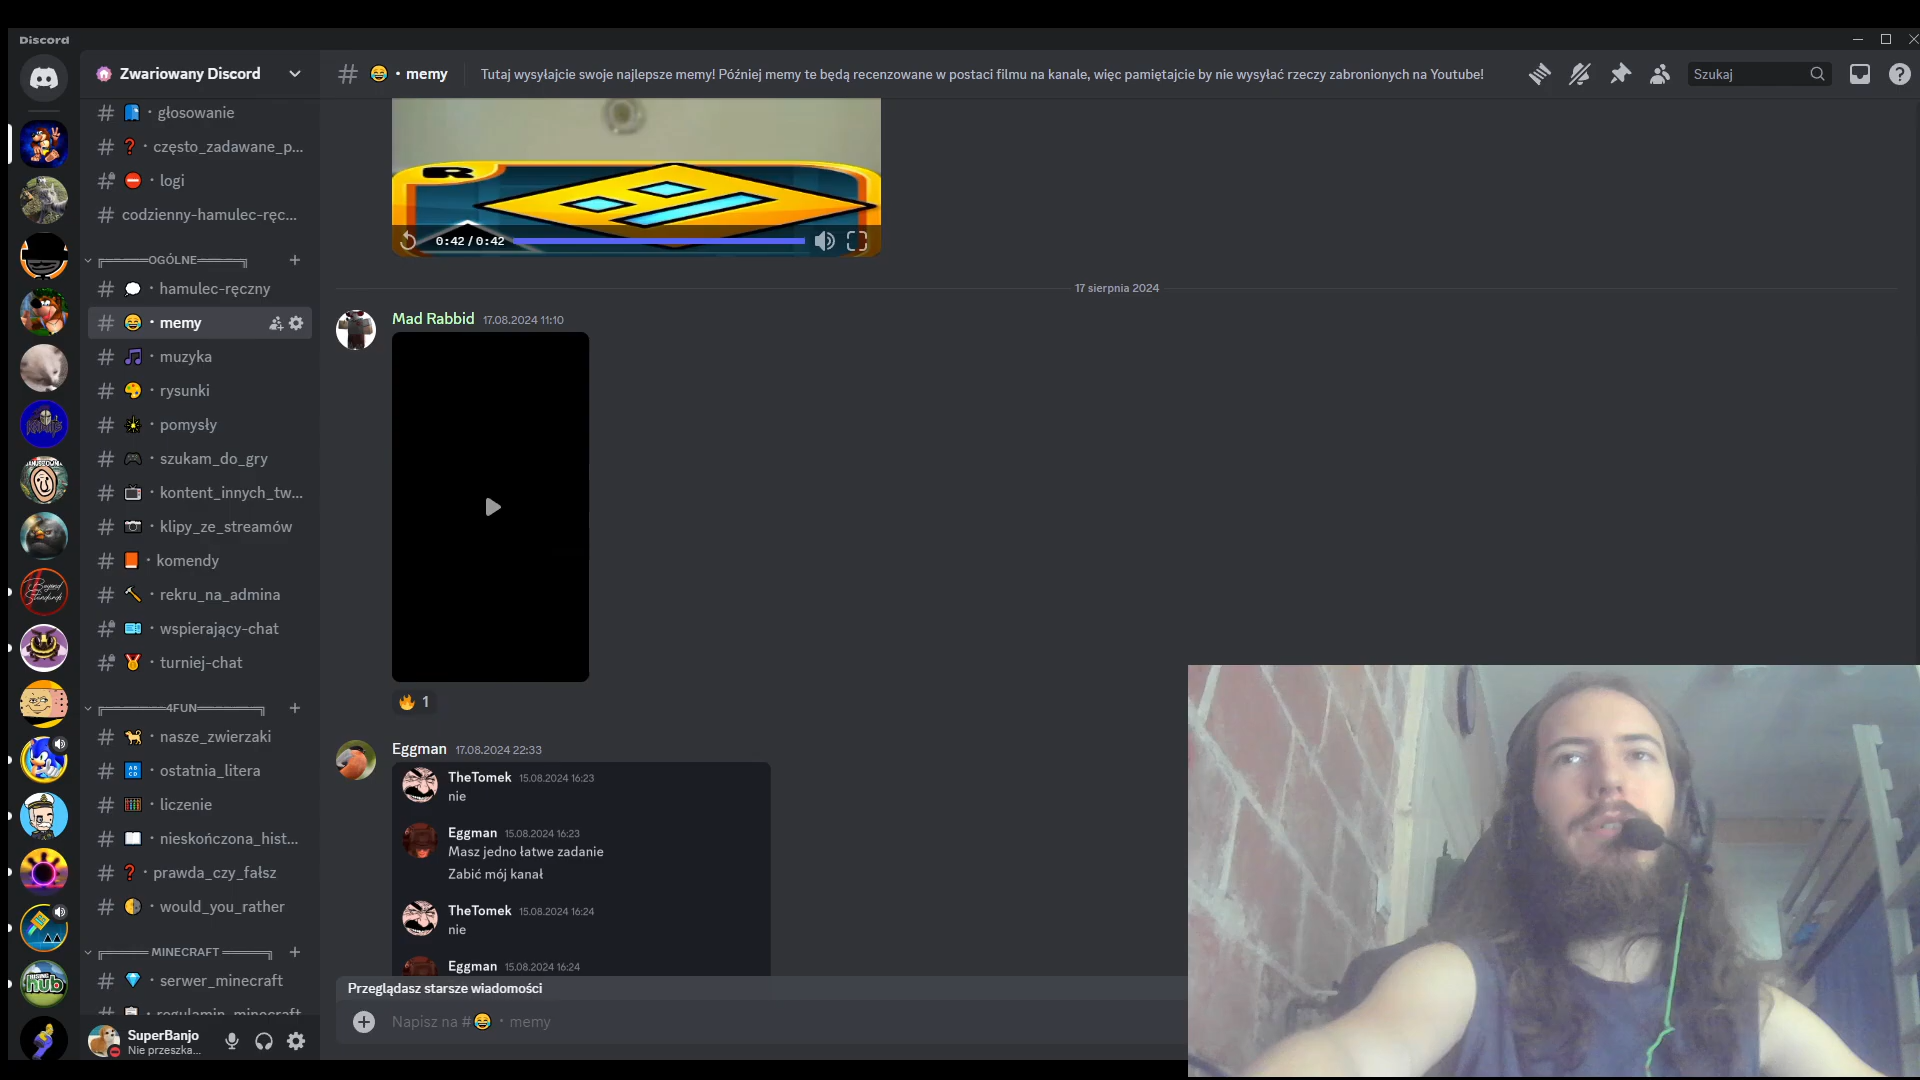 Discord
Zwariowany Discord
głosowanie
często_zadawane_p...
logi
codzienny-hamulec-ręc...
OGÓLNE
hamulec-ręczny
memy
muzyka
rysunki
pomysły
szukam_do_gry
kontent_innych_tw...
klipy_ze_streamów
komendy
rekru_na_admina
wspierający-chat
turniej-chat
4FUN
nasze_zwierzaki
ostatnia_litera
liczenie
nieskończona_hist...
prawda_czy_fałsz
would_you_rather
MINECRAFT
serwer_minecraft
regulamin_minecraft
SuperBanjo
Nie przeszka...
# 😂・memy
Tutaj wysyłajcie swoje najlepsze memy! Później memy te będą recenzowane w postaci filmu na kanale, więc pamiętajcie by nie wysyłać rzeczy zabronionych na Youtube!
Szukaj
R
0:42 / 0:42
17 sierpnia 2024
Mad Rabbid 17.08.2024 11:10
1
Eggman 17.08.2024 22:33
TheTomek 15.08.2024 16:23
nie
Eggman 15.08.2024 16:23
Masz jedno łatwe zadanie
Zabić mój kanał
TheTomek 15.08.2024 16:24
nie
Eggman 15.08.2024 16:24
Przeglądasz starsze wiadomości
Napisz na #😂・memy